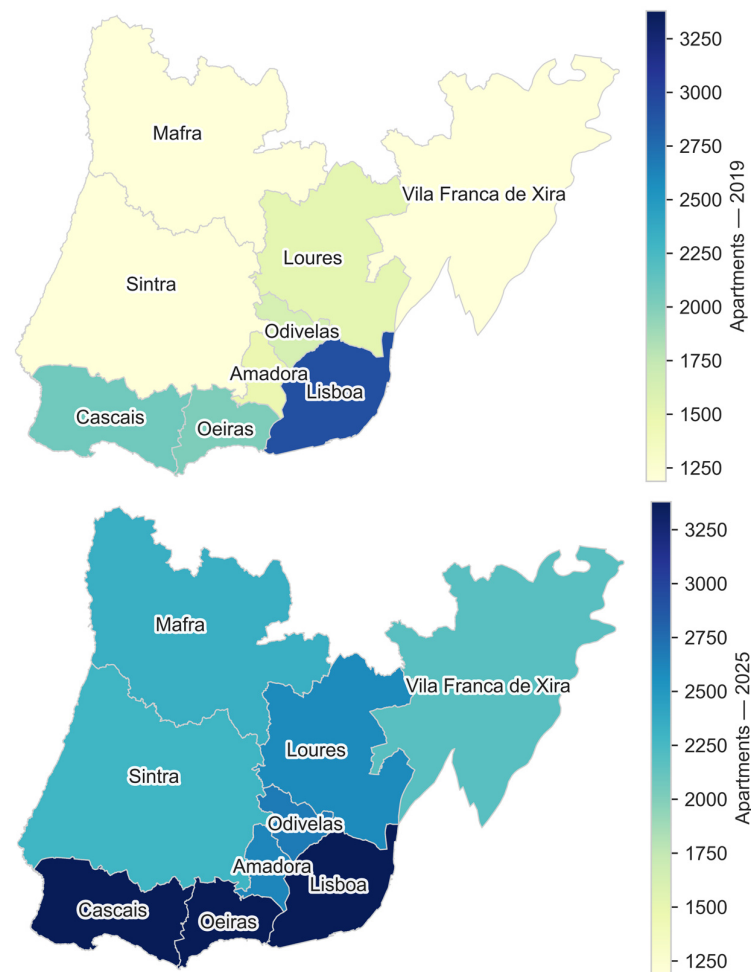 Mafra
Vila Franca de Xira
Loures
Sintra
Odivelas
Amadora
Lisboa
Cascais
Oeiras
3250
3000
2750
2500
2250
2000
1750
1500
1250
Apartments — 2019
Mafra
Vila Franca de Xira
Loures
Sintra
Odivelas
Amadora
Lisboa
Cascais
Oeiras
3250
3000
2750
2500
2250
2000
1750
1500
1250
Apartments — 2025